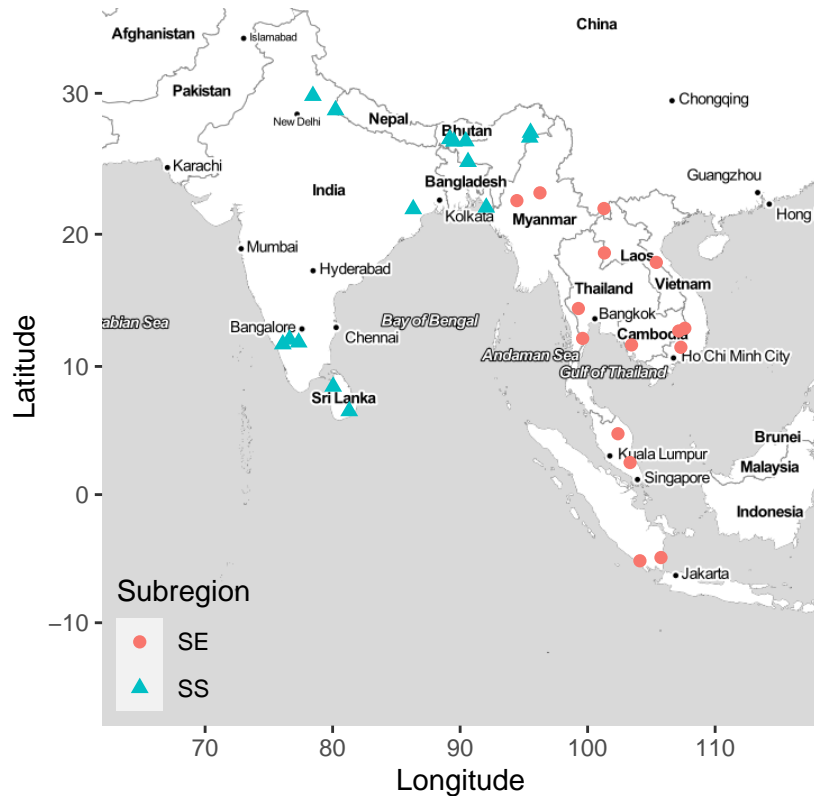 China
Afghanistan
Islamabad
Pakistan
30
Chongqing
New Delhi
Nepal
Bhutan
Karachi
Guangzhou
Bangladesh
India
Kolkata
Hong
Myanmar
20
Mumbai
Laos
Hyderabad
Vietnam
Thailand
abian Sea
Bay of Bengal
Bangkok
Bangalore
Chennai
Cambodia
Andaman Sea
Ho Chi Minh City
10
Gulf of Thailand
Sri Lanka
Brunei
Kuala Lumpur
Malaysia
Singapore
0
Indonesia
Jakarta
Subregion
−10
SE
SS
70 80 90 100 110
Longitude
Latitude